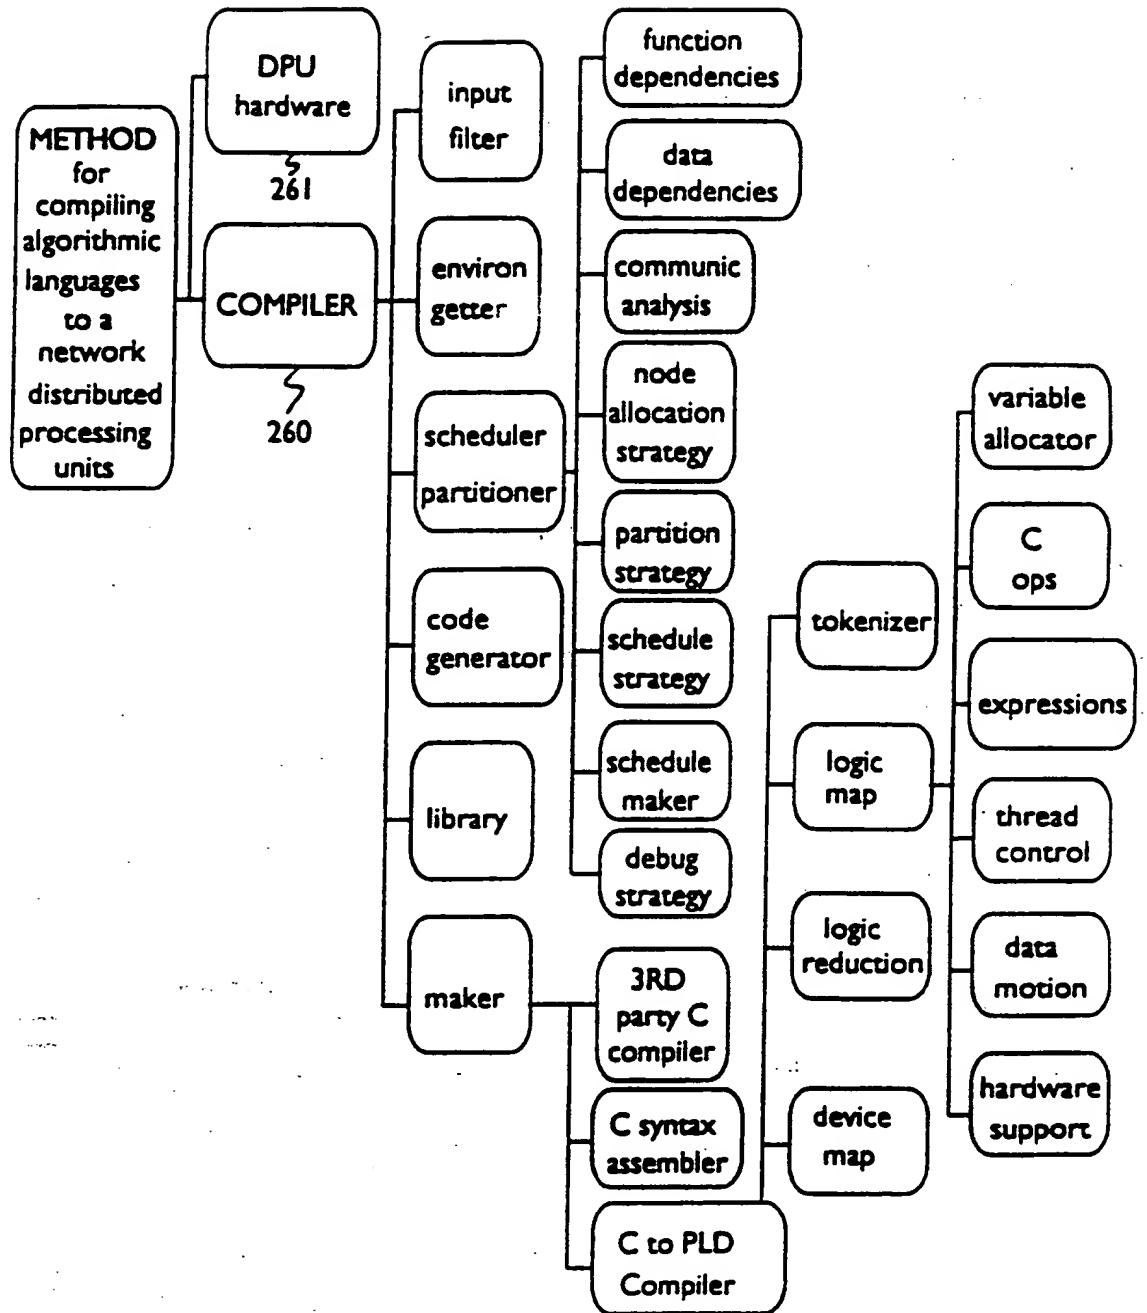 METHOD
for
compiling
algorithmic
languages
to a
network
distributed
processing
units
DPU
hardware
261
COMPILER
260
input
filter
environ
getter
scheduler
partitioner
code
generator
library
maker
function
dependencies
data
dependencies
communic
analysis
node
allocation
strategy
partition
strategy
schedule
strategy
schedule
maker
debug
strategy
3RD
party C
compiler
C syntax
assembler
C to PLD
Compiler
tokenizer
logic
map
logic
reduction
device
map
variable
allocator
C
ops
expressions
thread
control
data
motion
hardware
support